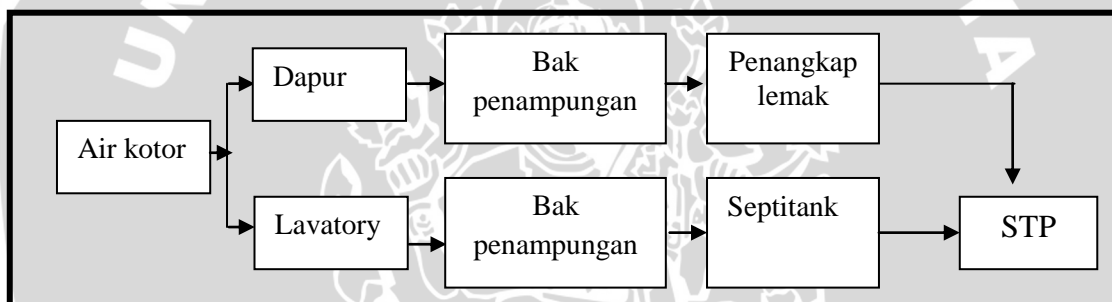 Dapur
Bak
penampungan
Penangkap
lemak
Air kotor
Lavatory
Bak
penampungan
Septitank
STP